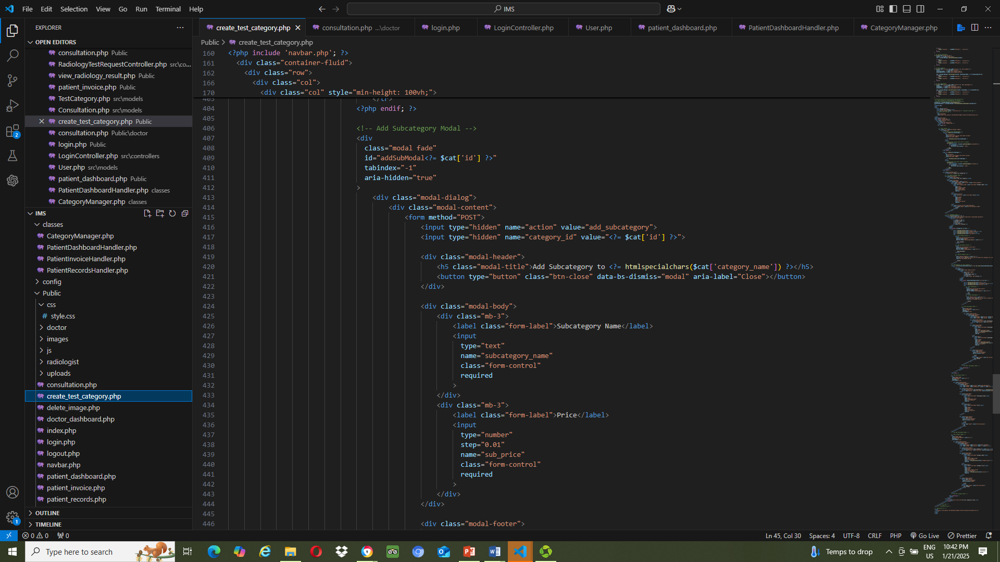 File Edit Selection View Go Run Terminal Help
IMS
EXPLORER
OPEN EDITORS
consultation.php Public
RadiologyTestRequestController.php src\co...
view_radiology_result.php Public
patient_invoice.php Public
TestCategory.php src\models
Consultation.php src\models
create_test_category.php Public
consultation.php Public\doctor
login.php Public
LoginController.php src\controllers
User.php src\models
patient_dashboard.php Public
PatientDashboardHandler.php classes
CategoryManager.php classes
IMS
classes
CategoryManager.php
PatientDashboardHandler.php
PatientInvoiceHandler.php
PatientRecordsHandler.php
config
Public
css
# style.css
doctor
images
js
radiologist
uploads
consultation.php
create_test_category.php
delete_image.php
doctor_dashboard.php
index.php
login.php
logout.php
navbar.php
patient_dashboard.php
patient_invoice.php
patient_records.php
OUTLINE
TIMELINE
2
1
create_test_category.php consultation.php ...\doctor login.php LoginController.php User.php patient_dashboard.php PatientDashboardHandler.php CategoryManager.php
Public > create_test_category.php
160 <?php include 'navbar.php'; ?>
161 <div class="container-fluid">
162 <div class="row">
166 <div class="col">
170 <div class="col" style="min-height: 100vh;">
403 </tr>
404 <?php endif; ?>
405
406 <!-- Add Subcategory Modal -->
407 <div
408 class="modal fade"
409 id="addSubModal<?= $cat['id'] ?>"
410 tabindex="-1"
411 aria-hidden="true"
412 >
413 <div class="modal-dialog">
414 <div class="modal-content">
415 <form method="POST">
416 <input type="hidden" name="action" value="add_subcategory">
417 <input type="hidden" name="category_id" value="<?= $cat['id'] ?>">
418
419 <div class="modal-header">
420 <h5 class="modal-title">Add Subcategory to <?= htmlspecialchars($cat['category_name']) ?></h5>
421 <button type="button" class="btn-close" data-bs-dismiss="modal" aria-label="Close"></button>
422 </div>
423
424 <div class="modal-body">
425 <div class="mb-3">
426 <label class="form-label">Subcategory Name</label>
427 <input
428 type="text"
429 name="subcategory_name"
430 class="form-control"
431 required
432 >
433 </div>
434 <div class="mb-3">
435 <label class="form-label">Price</label>
436 <input
437 type="number"
438 step="0.01"
439 name="sub_price"
440 class="form-control"
441 required
442 >
443 </div>
444 </div>
445
446 <div class="modal-footer">
0 0 0 Ln 45, Col 30 Spaces: 4 UTF-8 CRLF PHP Go Live Prettier
Type here to search
Temps to drop
ENG
US
10:42 PM
1/21/2025